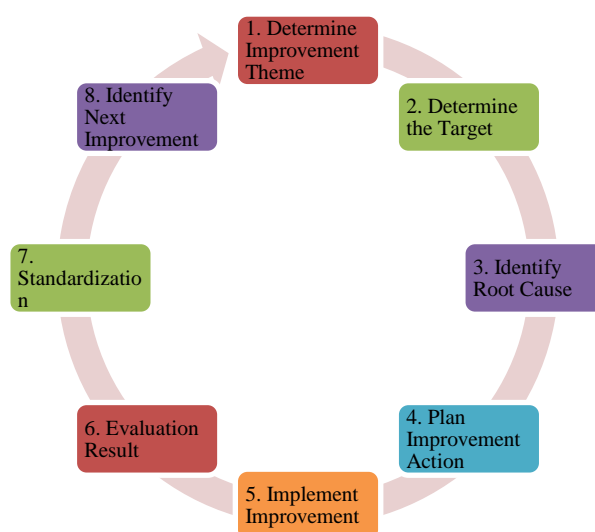 1. Determine
Improvement
Theme
2. Determine
the Target
3. Identify
Root Cause
4. Plan
Improvement
Action
5. Implement
Improvement
6. Evaluation
Result
7.
Standardizatio
n
8. Identify
Next
Improvement